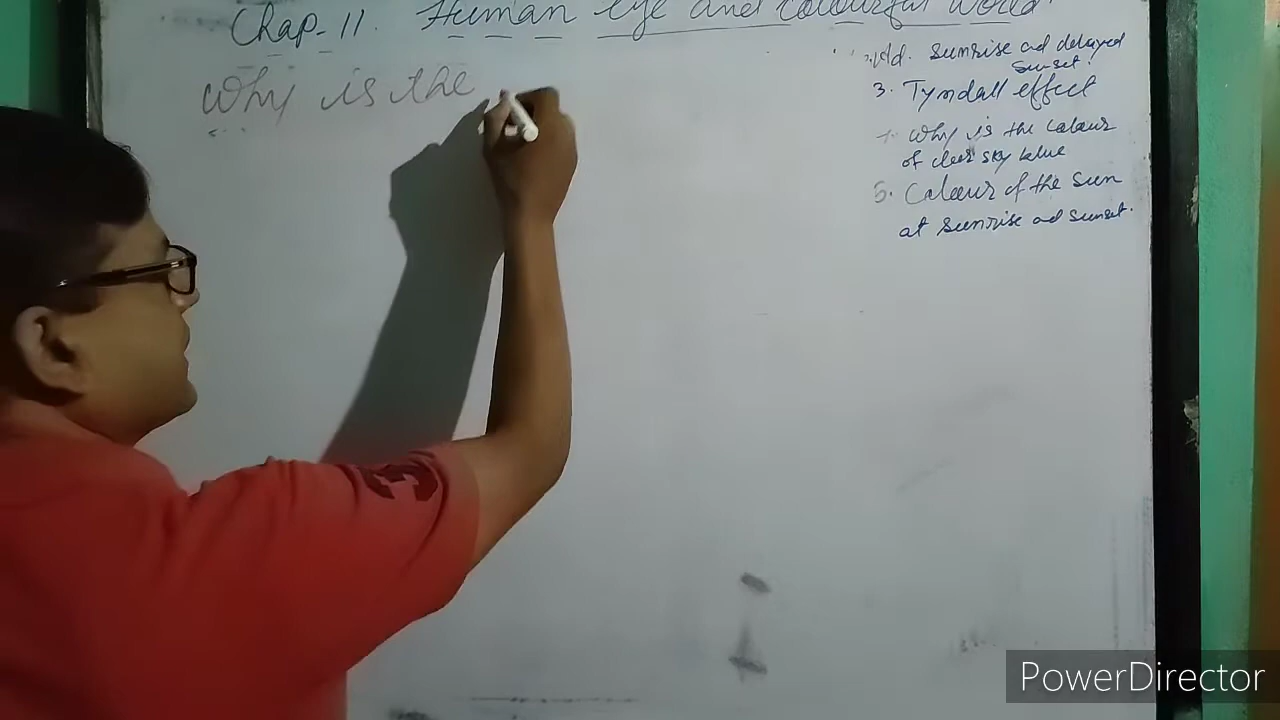 Chap- 11. Human eye and colourful world.
Why is the
sunrise and delayed
sunset.
3. Tyndall effect
Why is the colour
of clear sky blue
5. Colour of the sun
at sunrise and sunset.
PowerDirector